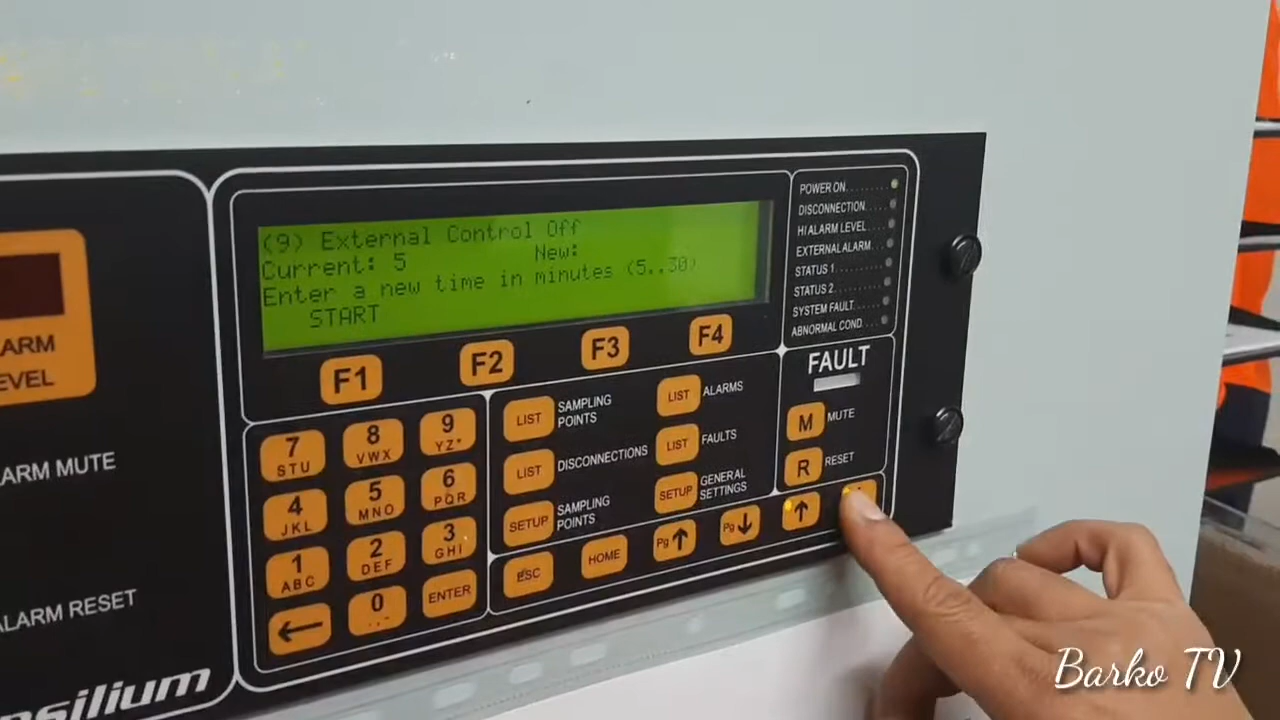 (9) External Control Off
Current: 5 New:
Enter a new time in minutes (5..30)
START
F1 F2 F3 F4
POWER ON
DISCONNECTION
HI ALARM LEVEL
EXTERNAL ALARM
STATUS 1
STATUS 2
SYSTEM FAULT
ABNORMAL COND.
FAULT
M MUTE
R RESET
ARM
EVEL
ARM MUTE
ALARM RESET
nsilium
7 STU
8 VWX
9 YZ
4 JKL
5 MNO
6 PQR
1 ABC
2 DEF
3 GHI
0
ENTER
LIST SAMPLING POINTS
LIST ALARMS
LIST DISCONNECTIONS
LIST FAULTS
SETUP SAMPLING POINTS
SETUP GENERAL SETTINGS
ESC
HOME
Pg
Pg
Barko TV